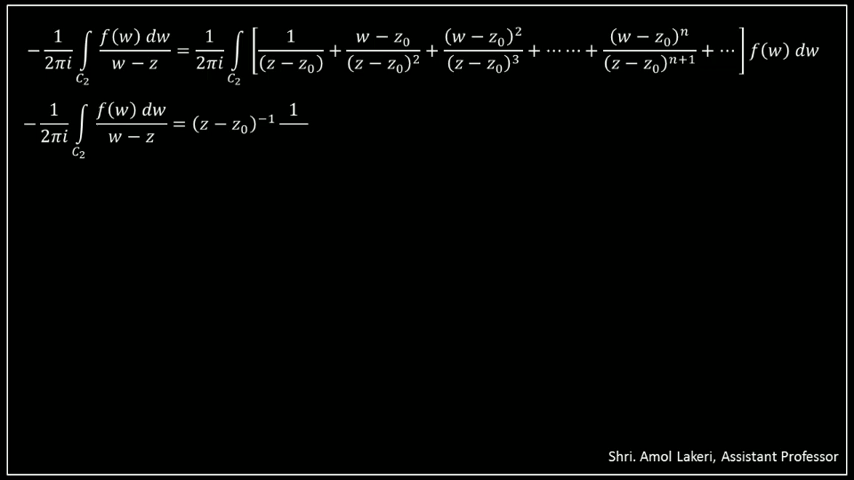 − 1/2πi ∫_{C₂} f(w) dw / w − z = 1/2πi ∫_{C₂} [ 1/(z − z₀) + w − z₀/(z − z₀)² + (w − z₀)²/(z − z₀)³ + ⋯⋯ + (w − z₀)ⁿ/(z − z₀)ⁿ⁺¹ + ⋯ ] f(w) dw
− 1/2πi ∫_{C₂} f(w) dw / w − z = (z − z₀)⁻¹ 1/
Shri. Amol Lakeri, Assistant Professor